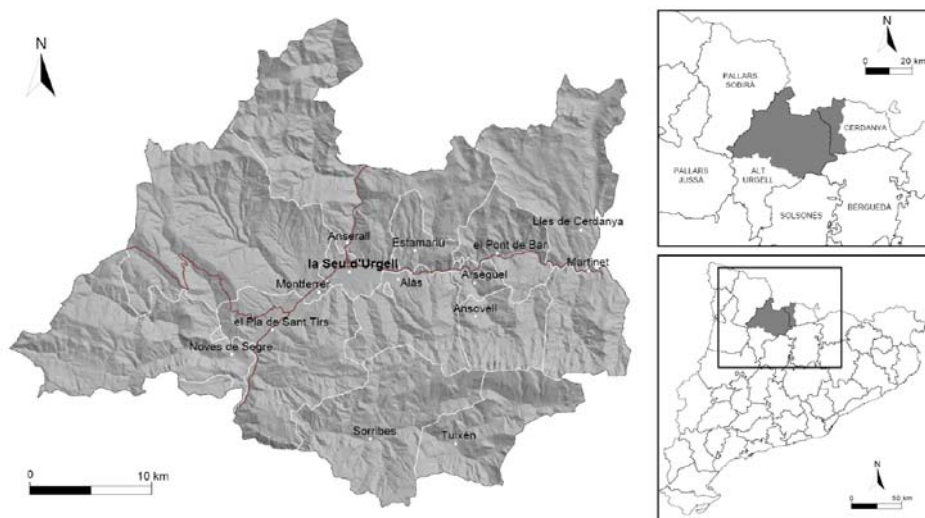 N
Lles de Cerdanya
Anserall
Estamariu
el Pont de Bar
la Seu d'Urgell
Martinet
Arsèguel
Alàs
Montferrer
Ansovell
el Pla de Sant Tirs
Noves de Segre
Sorribes
Tuixén
0 10 km
N
0 20 km
PALLARS
SOBIRÀ
CERDANYA
PALLARS
JUSSÀ
ALT
URGELL
BERGUEDÀ
SOLSONÈS
N
0 50 km